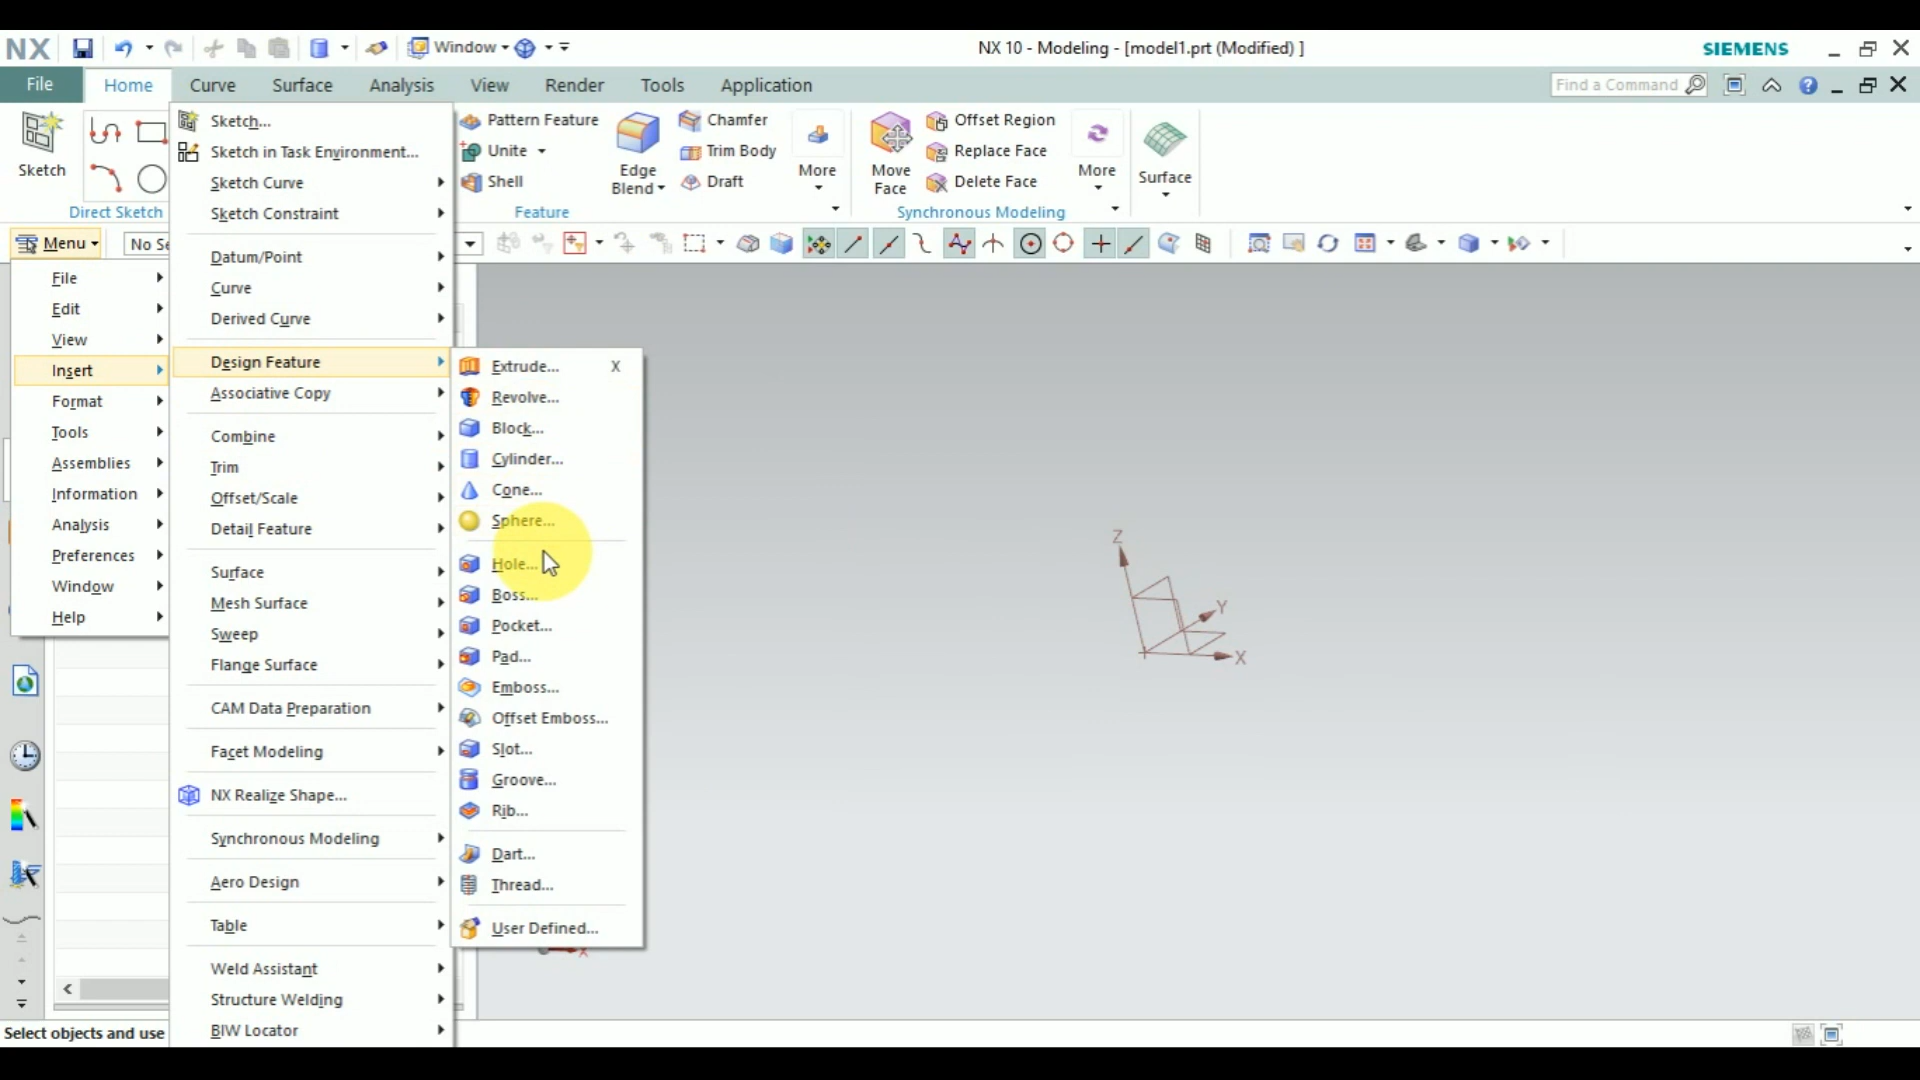 NX
Window
NX 10 - Modeling - [model1.prt (Modified) ]
SIEMENS
File
Home
Curve
Surface
Analysis
View
Render
Tools
Application
Find a Command
Sketch
Direct Sketch
Pattern Feature
Unite
Shell
Edge
Blend
Chamfer
Trim Body
Draft
More
Feature
Move
Face
Offset Region
Replace Face
Delete Face
More
Synchronous Modeling
Surface
Menu
No Se
File
Edit
View
Insert
Format
Tools
Assemblies
Information
Analysis
Preferences
Window
Help
Sketch...
Sketch in Task Environment...
Sketch Curve
Sketch Constraint
Datum/Point
Curve
Derived Curve
Design Feature
Associative Copy
Combine
Trim
Offset/Scale
Detail Feature
Surface
Mesh Surface
Sweep
Flange Surface
CAM Data Preparation
Facet Modeling
NX Realize Shape...
Synchronous Modeling
Aero Design
Table
Weld Assistant
Structure Welding
BIW Locator
Extrude... X
Revolve...
Block...
Cylinder...
Cone...
Sphere...
Hole...
Boss...
Pocket...
Pad...
Emboss...
Offset Emboss...
Slot...
Groove...
Rib...
Dart...
Thread...
User Defined...
Z
Y
X
X
Select objects and use